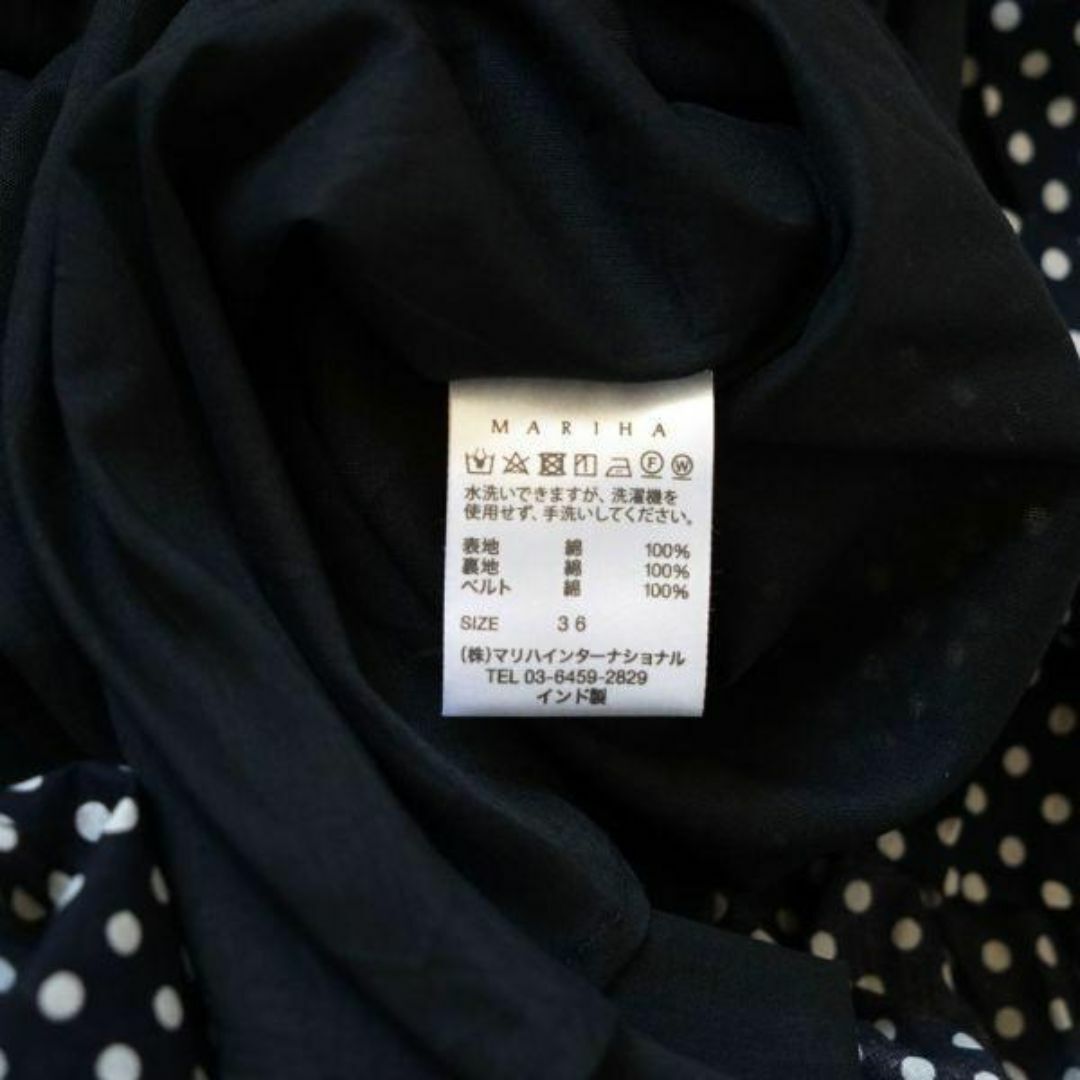 MARIHA
F W
水洗いできますが、洗濯機を
使用せず、手洗いしてください。
表地 綿 100%
裏地 綿 100%
ベルト 綿 100%
SIZE 36
(株)マリハインターナショナル
TEL 03-6459-2829
インド製